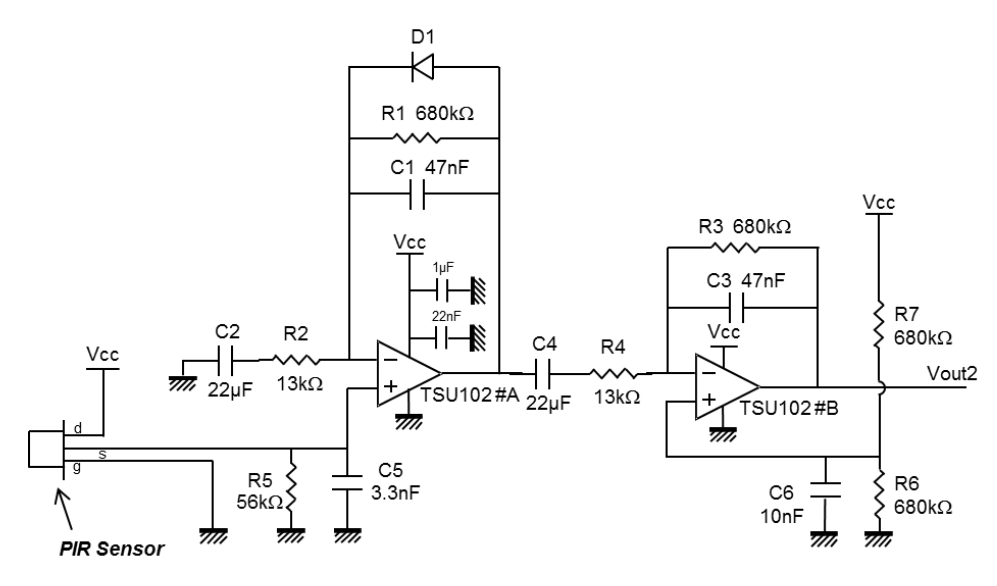 D1
R1 680kΩ
C1 47nF
Vcc
1µF
22nF
C2
22µF
R2
13kΩ
TSU102 #A
C4
22µF
R4
13kΩ
R3 680kΩ
C3 47nF
Vcc
TSU102 #B
Vcc
R7
680kΩ
Vout2
Vcc
d
s
g
PIR Sensor
R5
56kΩ
C5
3.3nF
C6
10nF
R6
680kΩ